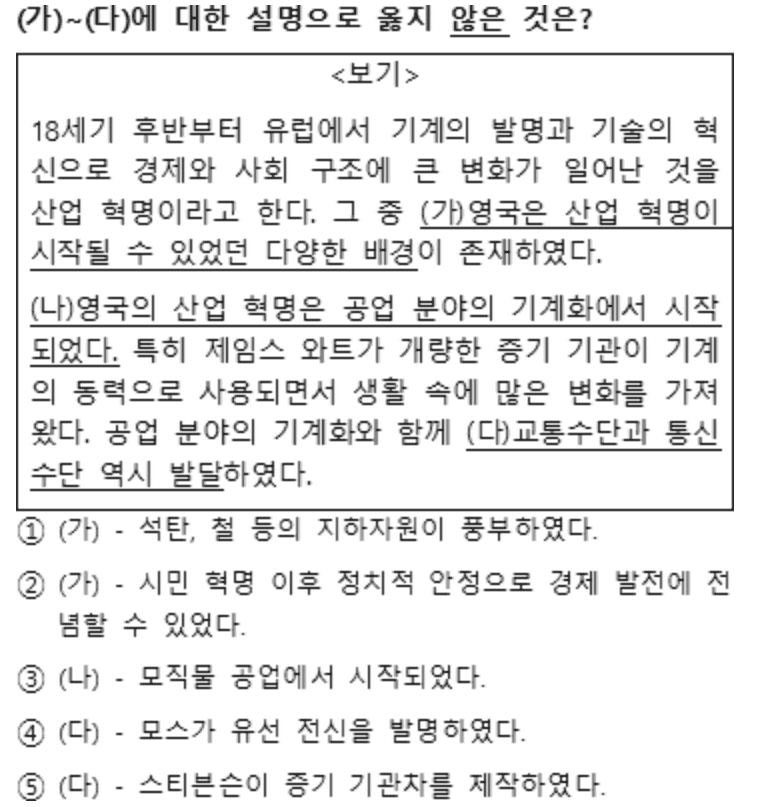 (가)~(다)에 대한 설명으로 옳지 않은 것은?
<보기>
18세기 후반부터 유럽에서 기계의 발명과 기술의 혁
신으로 경제와 사회 구조에 큰 변화가 일어난 것을
산업 혁명이라고 한다. 그 중 (가)영국은 산업 혁명이
시작될 수 있었던 다양한 배경이 존재하였다.
(나)영국의 산업 혁명은 공업 분야의 기계화에서 시작
되었다. 특히 제임스 와트가 개량한 증기 기관이 기계
의 동력으로 사용되면서 생활 속에 많은 변화를 가져
왔다. 공업 분야의 기계화와 함께 (다)교통수단과 통신
수단 역시 발달하였다.
① (가) - 석탄, 철 등의 지하자원이 풍부하였다.
② (가) - 시민 혁명 이후 정치적 안정으로 경제 발전에 전
념할 수 있었다.
③ (나) - 모직물 공업에서 시작되었다.
④ (다) - 모스가 유선 전신을 발명하였다.
⑤ (다) - 스티븐슨이 증기 기관차를 제작하였다.